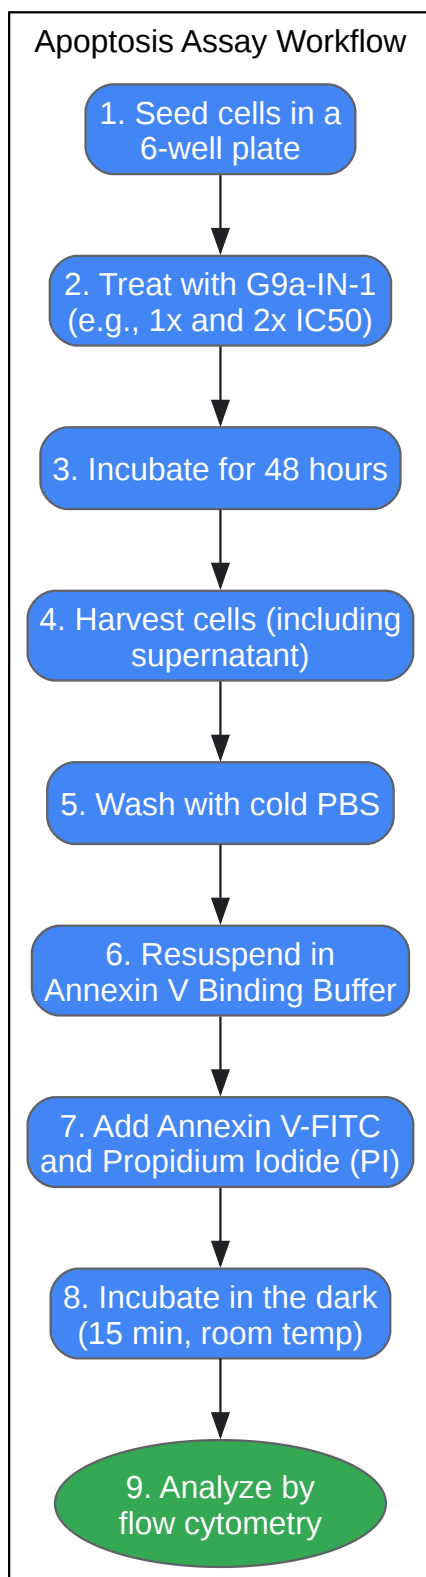 Apoptosis Assay Workflow
1. Seed cells in a
6-well plate
2. Treat with G9a-IN-1
(e.g., 1x and 2x IC50)
3. Incubate for 48 hours
4. Harvest cells (including
supernatant)
5. Wash with cold PBS
6. Resuspend in
Annexin V Binding Buffer
7. Add Annexin V-FITC
and Propidium Iodide (PI)
8. Incubate in the dark
(15 min, room temp)
9. Analyze by
flow cytometry